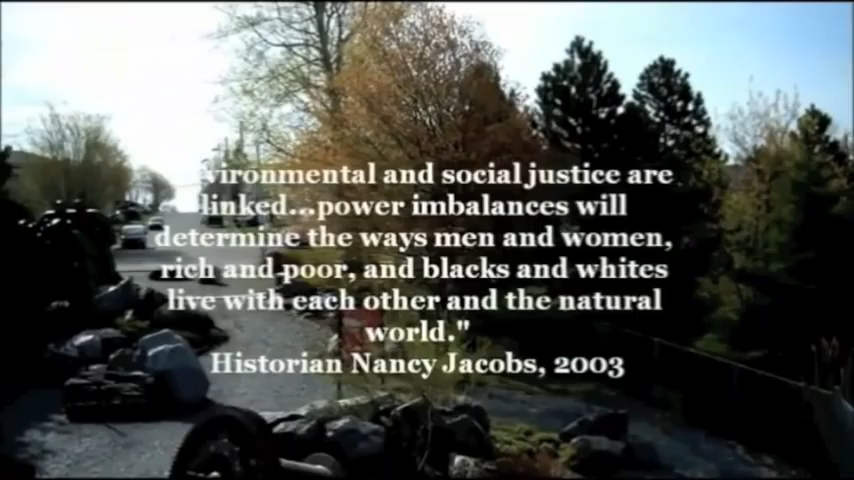 vironmental and social justice are
linked...power imbalances will
determine the ways men and women,
rich and poor, and blacks and whites
live with each other and the natural
world."
Historian Nancy Jacobs, 2003